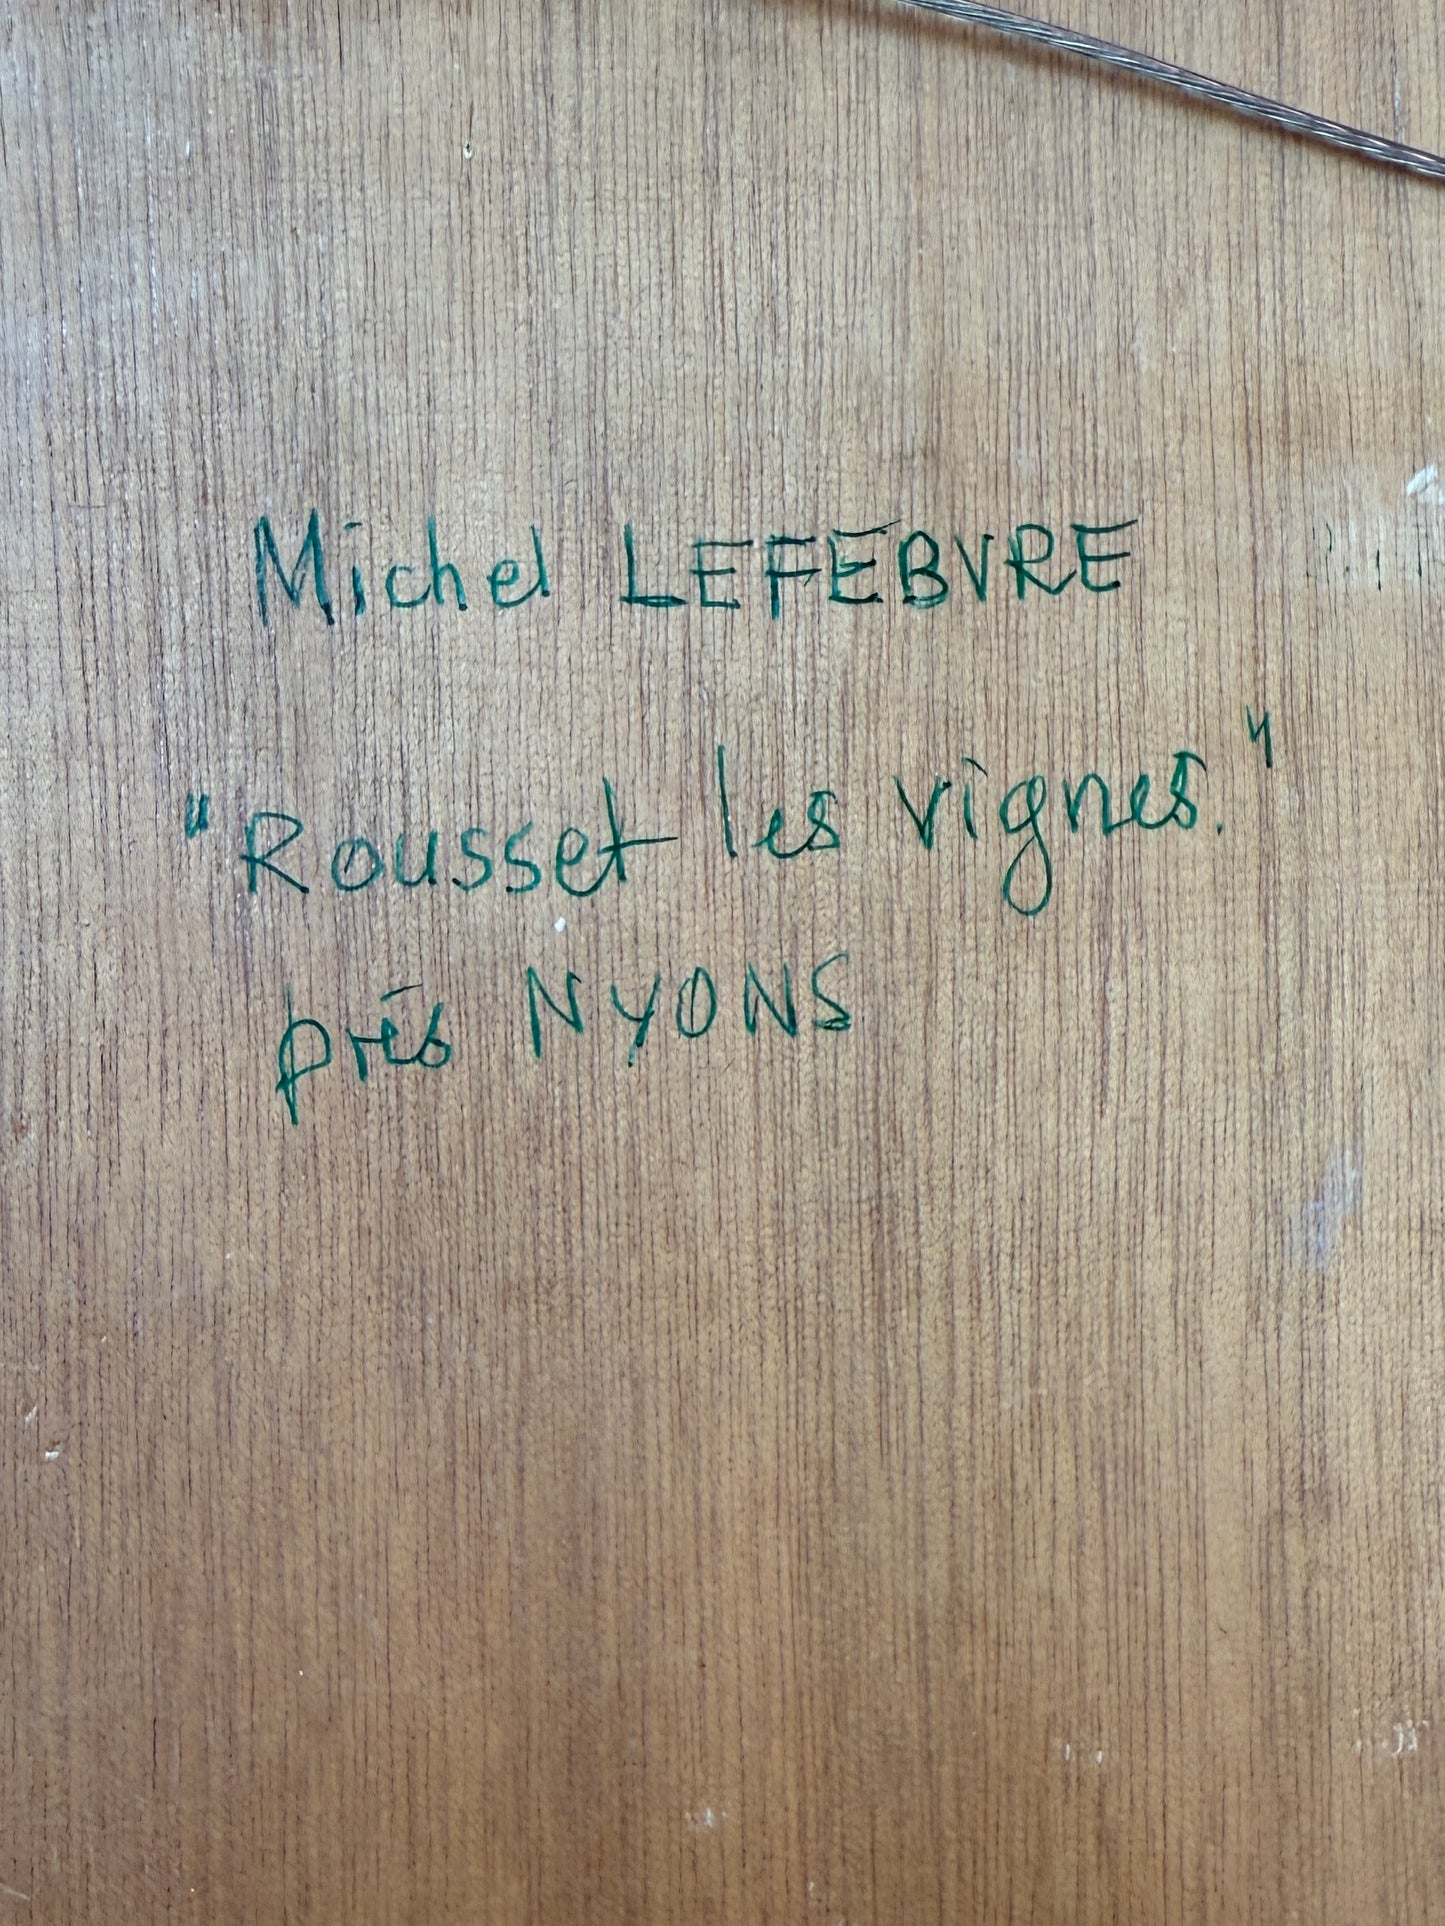 Michel LEFEBVRE
"Rousset les vignes."
près NYONS